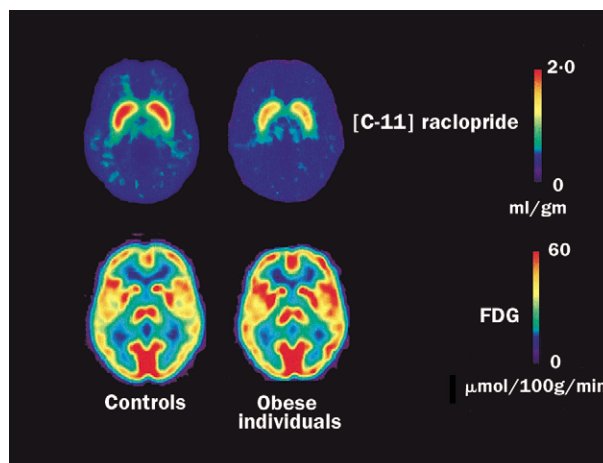 2·0
[C-11] raclopride
0
ml/gm
60
FDG
0
μmol/100g/min
Controls
Obese
individuals